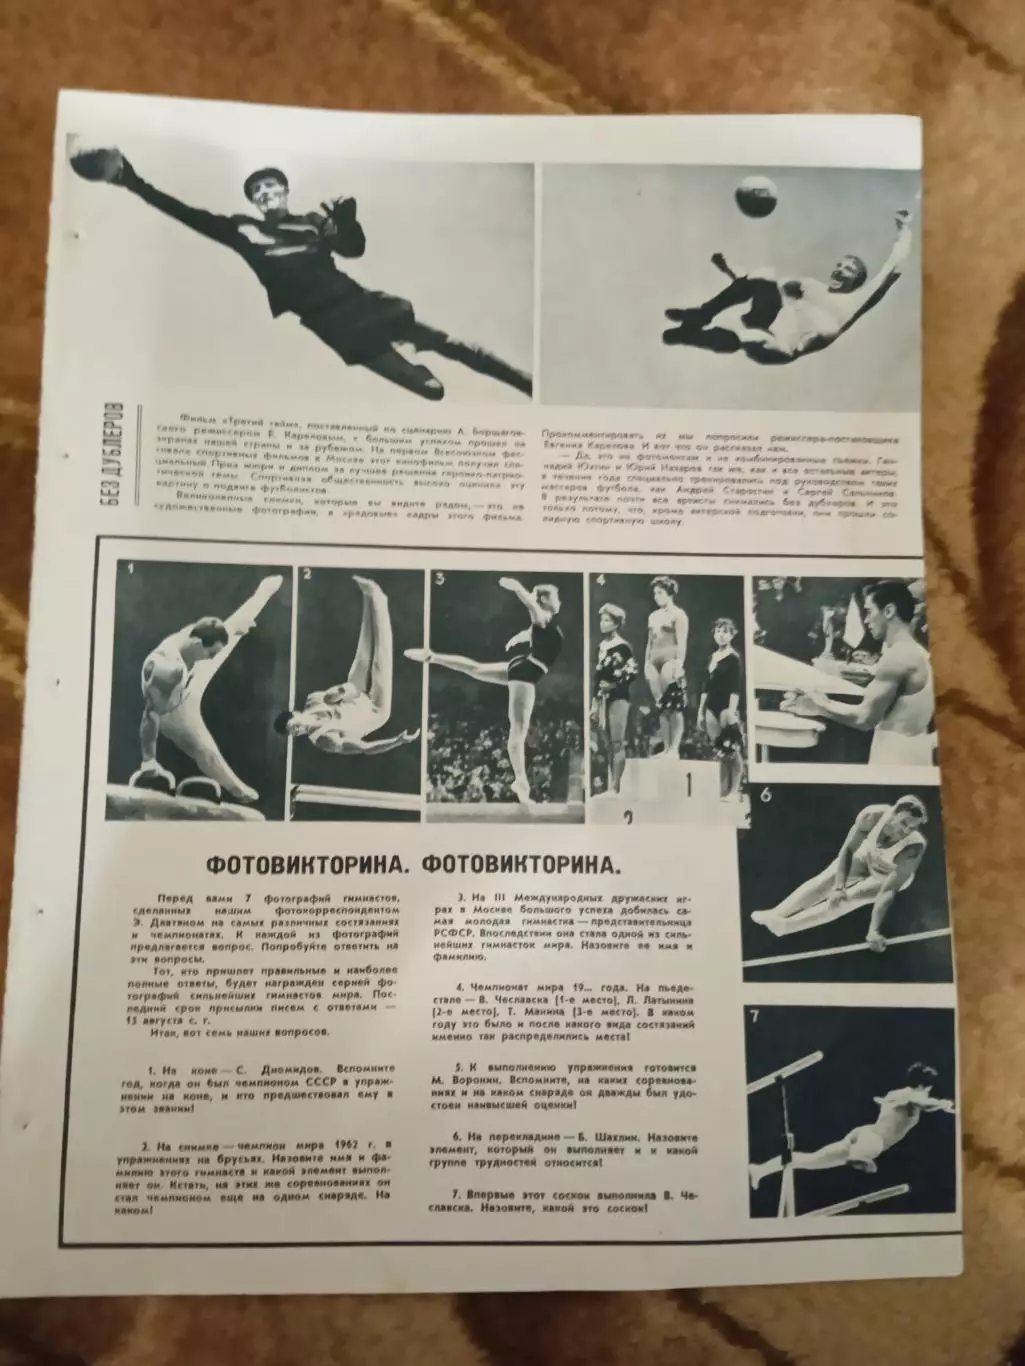 БЕЗ ДУБЛЕРОВ
Фильм «Третий тайм», поставленный по сценарию А. Борщагов-
ского режиссером Е. Кареловым, с большим успехом прошел на
экранах нашей страны и за рубежом. На первом Всесоюзном фес-
тивале спортивных фильмов в Москве этот кинофильм получил спе-
циальный Приз жюри и диплом за лучшее решение героико-патрио-
тической темы. Спортивная общественность высоко оценила эту
картину о подвиге футболистов.
Великолепные снимки, которые вы видите рядом, — это не
художественные фотографии, а «рядовые» кадры этого фильма.
Прокомментировать их мы попросили режиссера-постановщика
Евгения Карелова. И вот что он рассказал нам.
— Да, это не фотомонтаж и не комбинированные съемки. Ген-
надий Юхтин и Юрий Назаров так же, как и все остальные актеры,
в течение года специально тренировались под руководством таких
мастеров футбола, как Андрей Старостин и Сергей Сальников.
В результате почти все артисты снимались без дублеров. И это
только потому, что, кроме актерской подготовки, они прошли со-
лидную спортивную школу.
1
2
3
4
1
2
6
7
ФОТОВИКТОРИНА. ФОТОВИКТОРИНА.
Перед вами 7 фотографий гимнастов,
сделанных нашим фотокорреспондентом
Э. Давтяном на самых различных состязаниях
и чемпионатах. К каждой из фотографий
предлагается вопрос. Попробуйте ответить на
эти вопросы.
Тот, кто пришлет правильные и наиболее
полные ответы, будет награжден серией фо-
тографий сильнейших гимнастов мира. Пос-
ледний срок присылки писем с ответами —
15 августа с. г.
Итак, вот семь наших вопросов.
1. На коне — С. Диомидов. Вспомните
год, когда он был чемпионом СССР в упраж-
нении на коне, и кто предшествовал ему в
этом звании!
2. На снимке — чемпион мира 1962 г. в
упражнениях на брусьях. Назовите имя и фа-
милию этого гимнаста и какой элемент выпол-
няет он. Кстати, на этих же соревнованиях он
стал чемпионом еще на одном снаряде. На
каком!
3. На III Международных дружеских иг-
рах в Москве большого успеха добилась са-
мая молодая гимнастка — представительница
РСФСР. Впоследствии она стала одной из силь-
нейших гимнасток мира. Назовите ее имя и
фамилию.
4. Чемпионат мира 19... года. На пьеде-
стале — В. Чеславска [1-е место], Л. Латынина
[2-е место], Т. Манина [3-е место]. В каком
году это было и после какого вида состязаний
именно так распределились места!
5. К выполнению упражнения готовится
М. Воронин. Вспомните, на каких соревнова-
ниях и на каком снаряде он дважды был удо-
стоен наивысшей оценки!
6. На перекладине — Б. Шахлин. Назовите
элемент, который он выполняет и к какой
группе трудностей относится!
7. Впервые этот соскок выполнила В. Че-
славска. Назовите, какой это соскок!